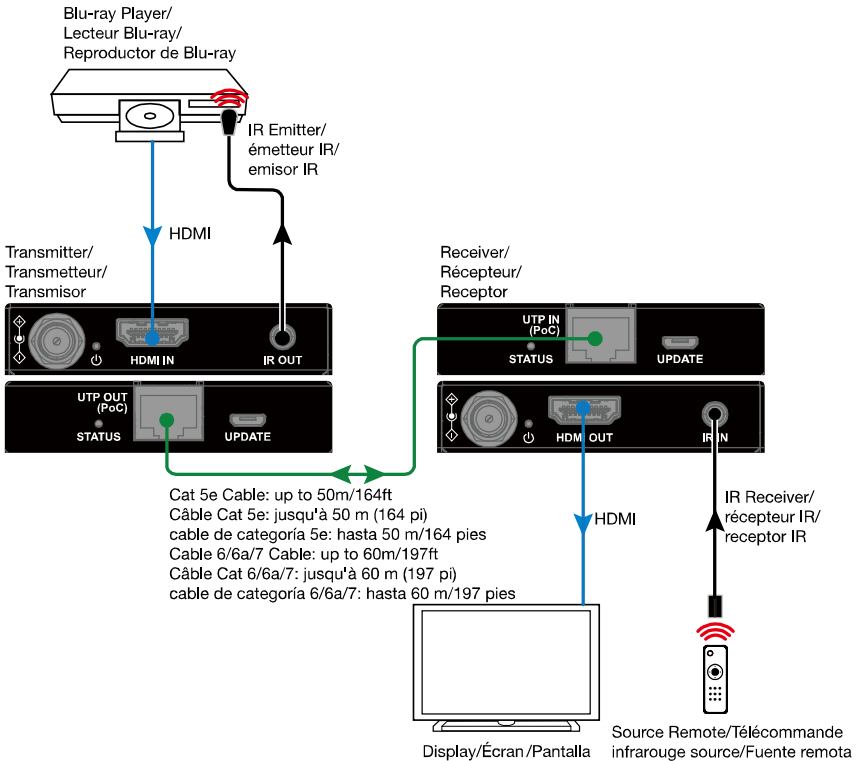 Blu-ray Player/
Lecteur Blu-ray/
Reproductor de Blu-ray
IR Emitter/
émetteur IR/
emisor IR
HDMI
Transmitter/
Transmetteur/
Transmisor
HDMI IN
IR OUT
UTP OUT
(PoC)
STATUS
UPDATE
Receiver/
Récepteur/
Receptor
UTP IN
(PoC)
STATUS
UPDATE
HDMI OUT
IR IN
Cat 5e Cable: up to 50m/164ft
Câble Cat 5e: jusqu'à 50 m (164 pi)
cable de categoría 5e: hasta 50 m/164 pies
Cable 6/6a/7 Cable: up to 60m/197ft
Câble Cat 6/6a/7: jusqu'à 60 m (197 pi)
cable de categoría 6/6a/7: hasta 60 m/197 pies
HDMI
IR Receiver/
récepteur IR/
receptor IR
Display/Écran/Pantalla
Source Remote/Télécommande
infrarouge source/Fuente remota